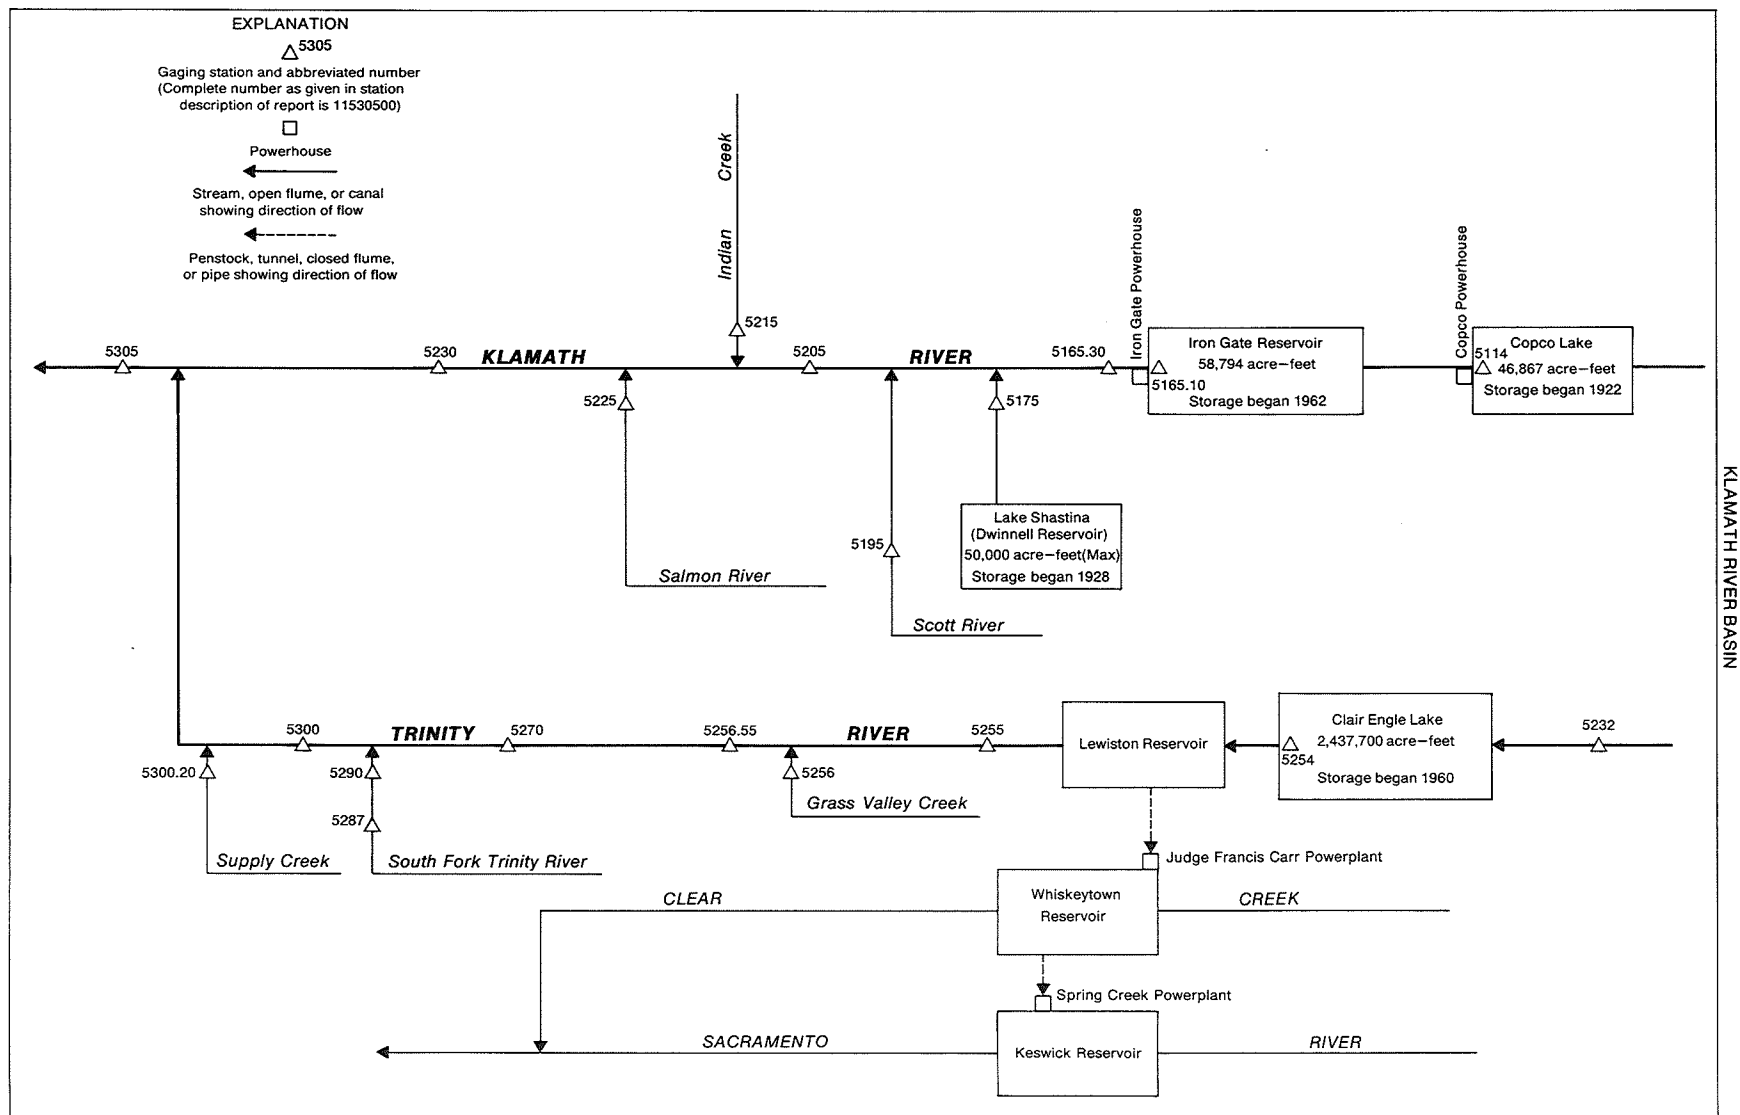 EXPLANATION
5305
Gaging station and abbreviated number
(Complete number as given in station
description of report is 11530500)
Powerhouse
Stream, open flume, or canal
showing direction of flow
Penstock, tunnel, closed flume,
or pipe showing direction of flow
Indian Creek
5215
Iron Gate Powerhouse
Copco Powerhouse
5305
5230
KLAMATH
5205
RIVER
5165.30
Iron Gate Reservoir
58,794 acre-feet
5165.10
Storage began 1962
Copco Lake
5114
46,867 acre-feet
Storage began 1922
5225
5175
Lake Shastina
(Dwinnell Reservoir)
50,000 acre-feet(Max)
Storage began 1928
5195
Salmon River
Scott River
KLAMATH RIVER BASIN
5300
TRINITY
5270
5256.55
RIVER
5255
Lewiston Reservoir
Clair Engle Lake
2,437,700 acre-feet
5254
Storage began 1960
5232
5300.20
5290
5256
5287
Grass Valley Creek
Supply Creek
South Fork Trinity River
Judge Francis Carr Powerplant
CLEAR
Whiskeytown
Reservoir
CREEK
Spring Creek Powerplant
SACRAMENTO
Keswick Reservoir
RIVER